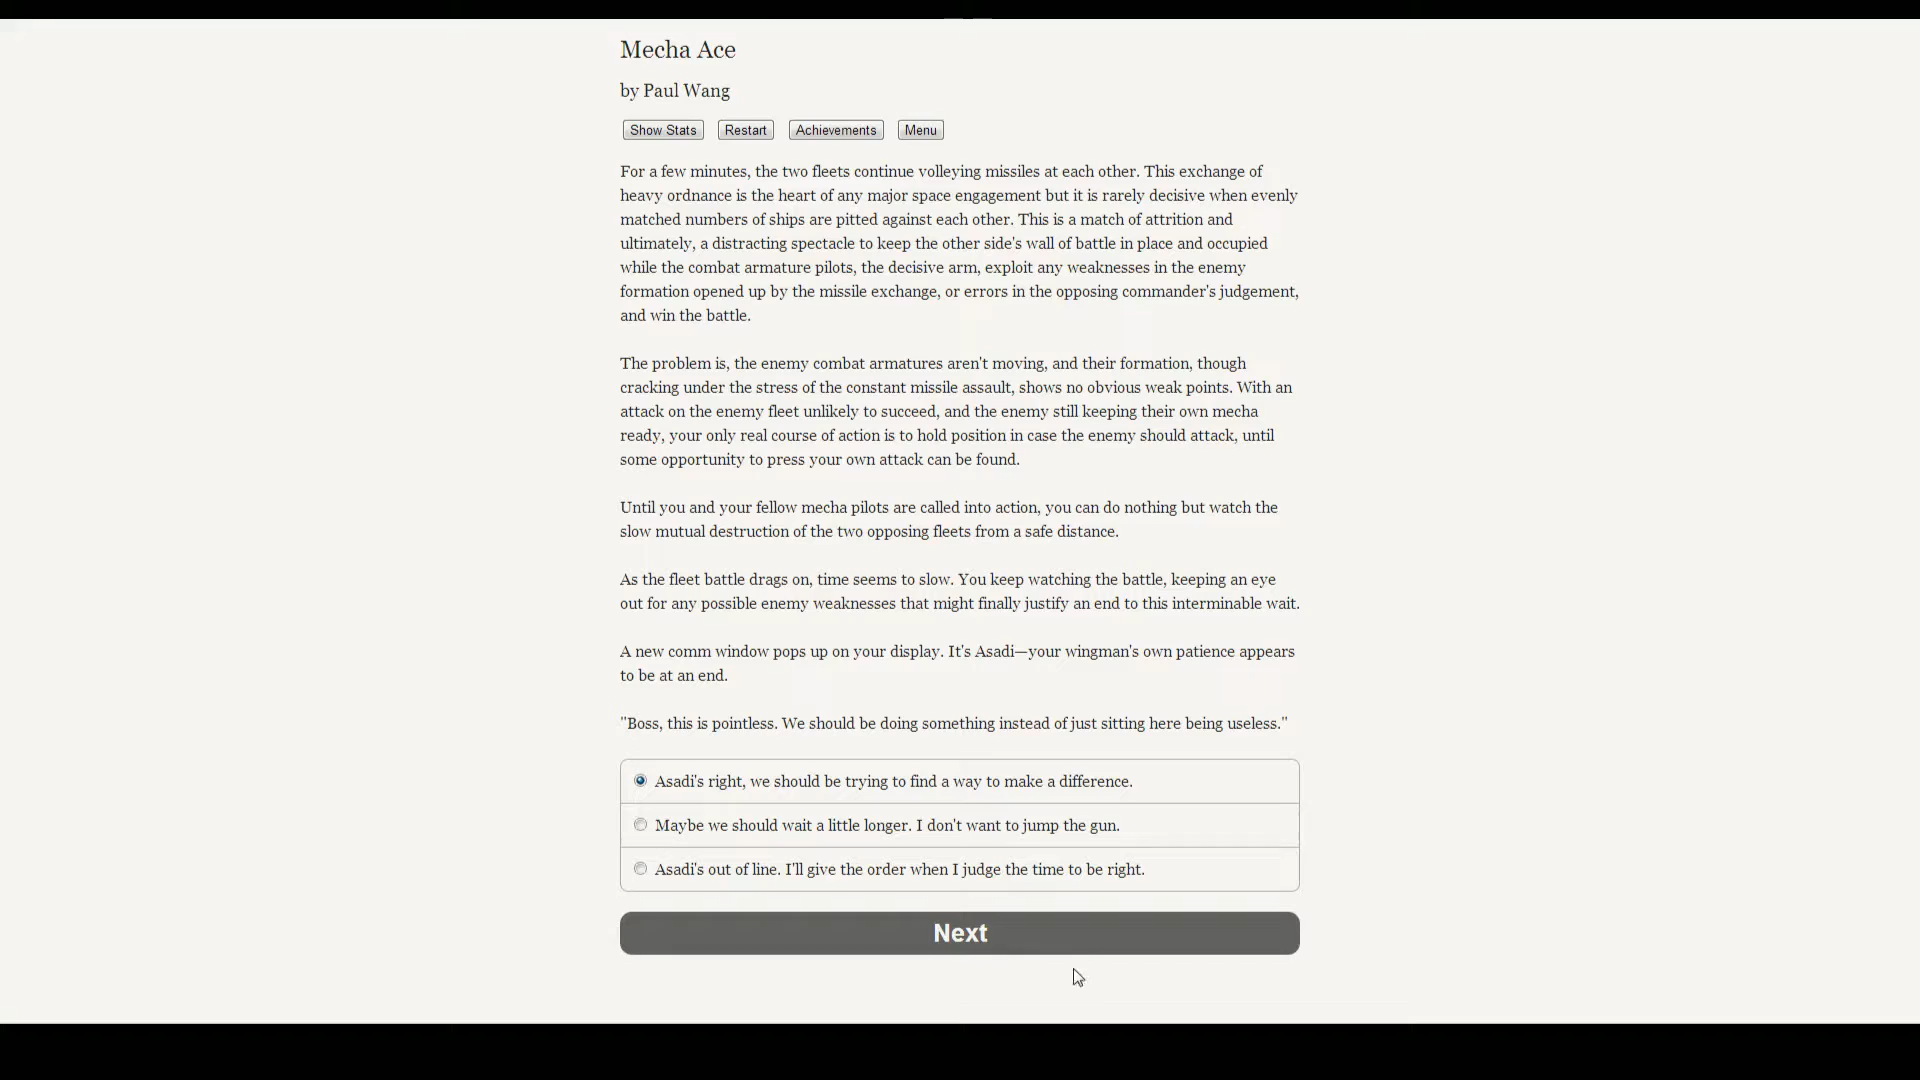 Mecha Ace
by Paul Wang
Show Stats Restart Achievements Menu
For a few minutes, the two fleets continue volleying missiles at each other. This exchange of
heavy ordnance is the heart of any major space engagement but it is rarely decisive when evenly
matched numbers of ships are pitted against each other. This is a match of attrition and
ultimately, a distracting spectacle to keep the other side's wall of battle in place and occupied
while the combat armature pilots, the decisive arm, exploit any weaknesses in the enemy
formation opened up by the missile exchange, or errors in the opposing commander's judgement,
and win the battle.
The problem is, the enemy combat armatures aren't moving, and their formation, though
cracking under the stress of the constant missile assault, shows no obvious weak points. With an
attack on the enemy fleet unlikely to succeed, and the enemy still keeping their own mecha
ready, your only real course of action is to hold position in case the enemy should attack, until
some opportunity to press your own attack can be found.
Until you and your fellow mecha pilots are called into action, you can do nothing but watch the
slow mutual destruction of the two opposing fleets from a safe distance.
As the fleet battle drags on, time seems to slow. You keep watching the battle, keeping an eye
out for any possible enemy weaknesses that might finally justify an end to this interminable wait.
A new comm window pops up on your display. It's Asadi—your wingman's own patience appears
to be at an end.
"Boss, this is pointless. We should be doing something instead of just sitting here being useless."
Asadi's right, we should be trying to find a way to make a difference.
Maybe we should wait a little longer. I don't want to jump the gun.
Asadi's out of line. I'll give the order when I judge the time to be right.
Next